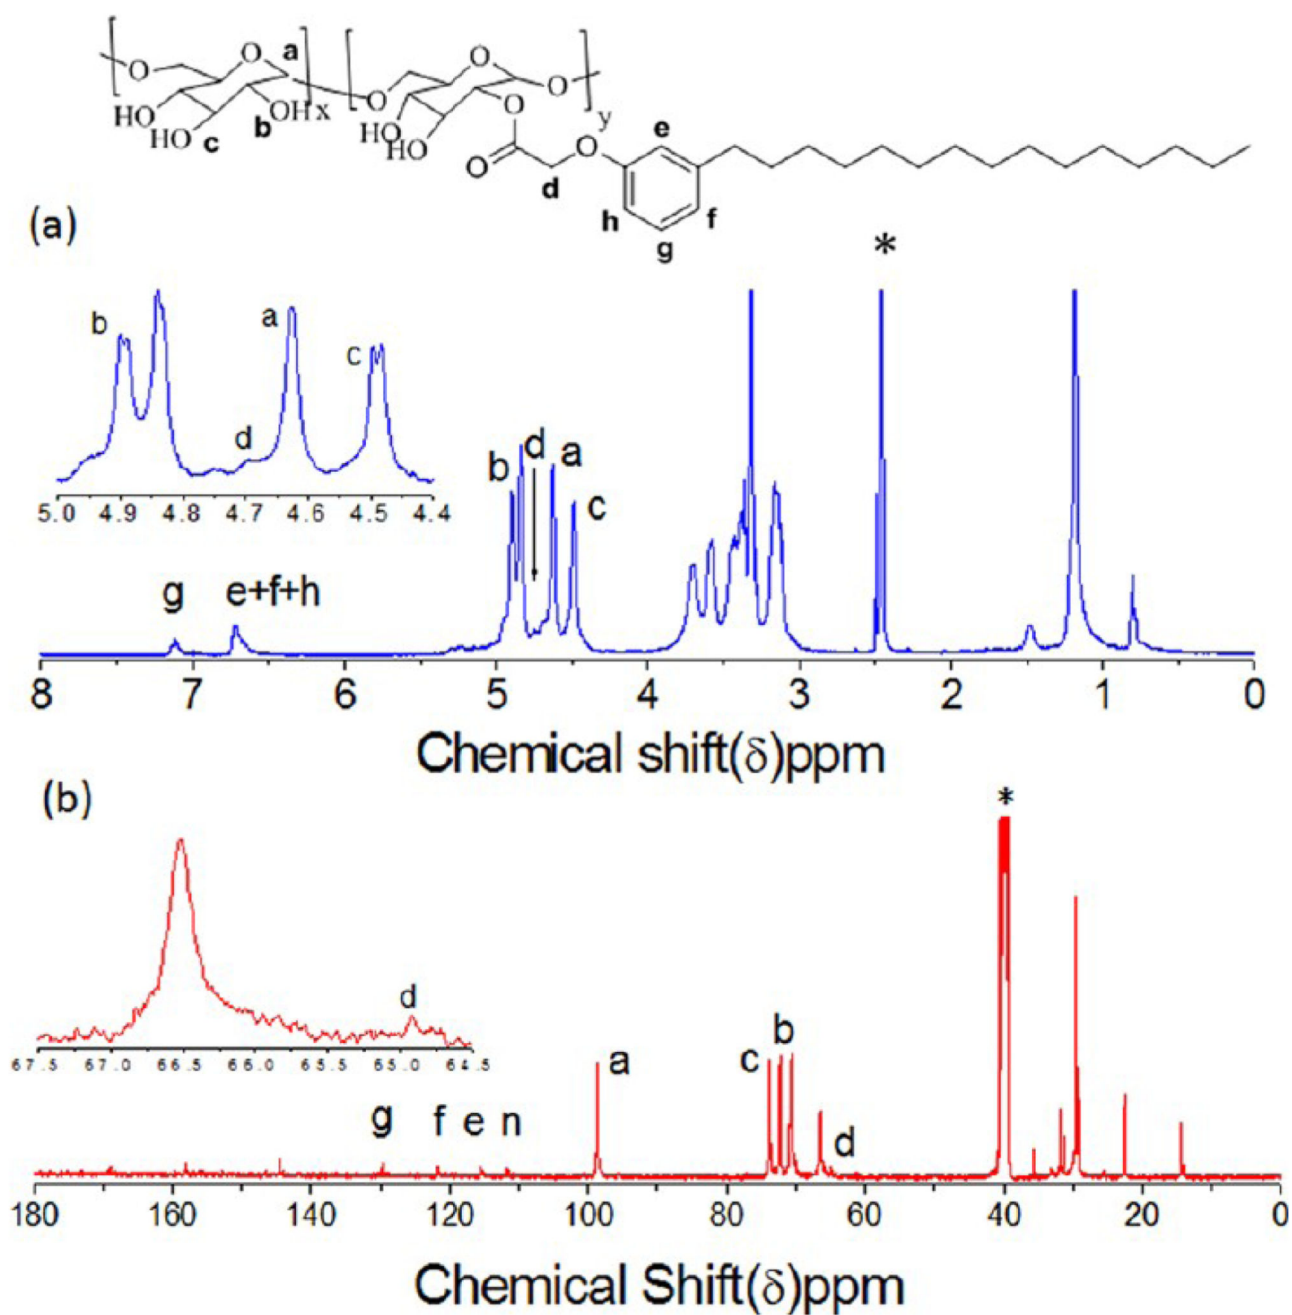 O a O
O O
HO OH x HO y
HO b HO O
c O O e
d
h f
g
(a)
*
b a c
d
5.0 4.9 4.8 4.7 4.6 4.5 4.4
b d a c
g e+f+h
8 7 6 5 4 3 2 1 0
Chemical shift(δ)ppm
(b)
*
d
67.5 67.0 66.5 66.0 65.5 65.0 64.5
g f e n a c b d
180 160 140 120 100 80 60 40 20 0
Chemical Shift(δ)ppm